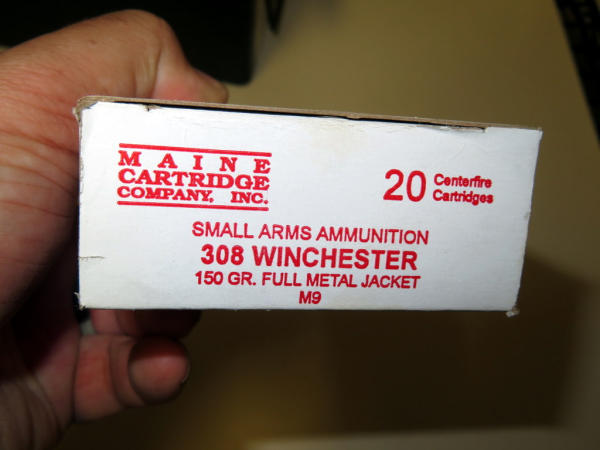 MAINE
CARTRIDGE
COMPANY, INC.
20 Centerfire
Cartridges
SMALL ARMS AMMUNITION
308 WINCHESTER
150 GR. FULL METAL JACKET
M9